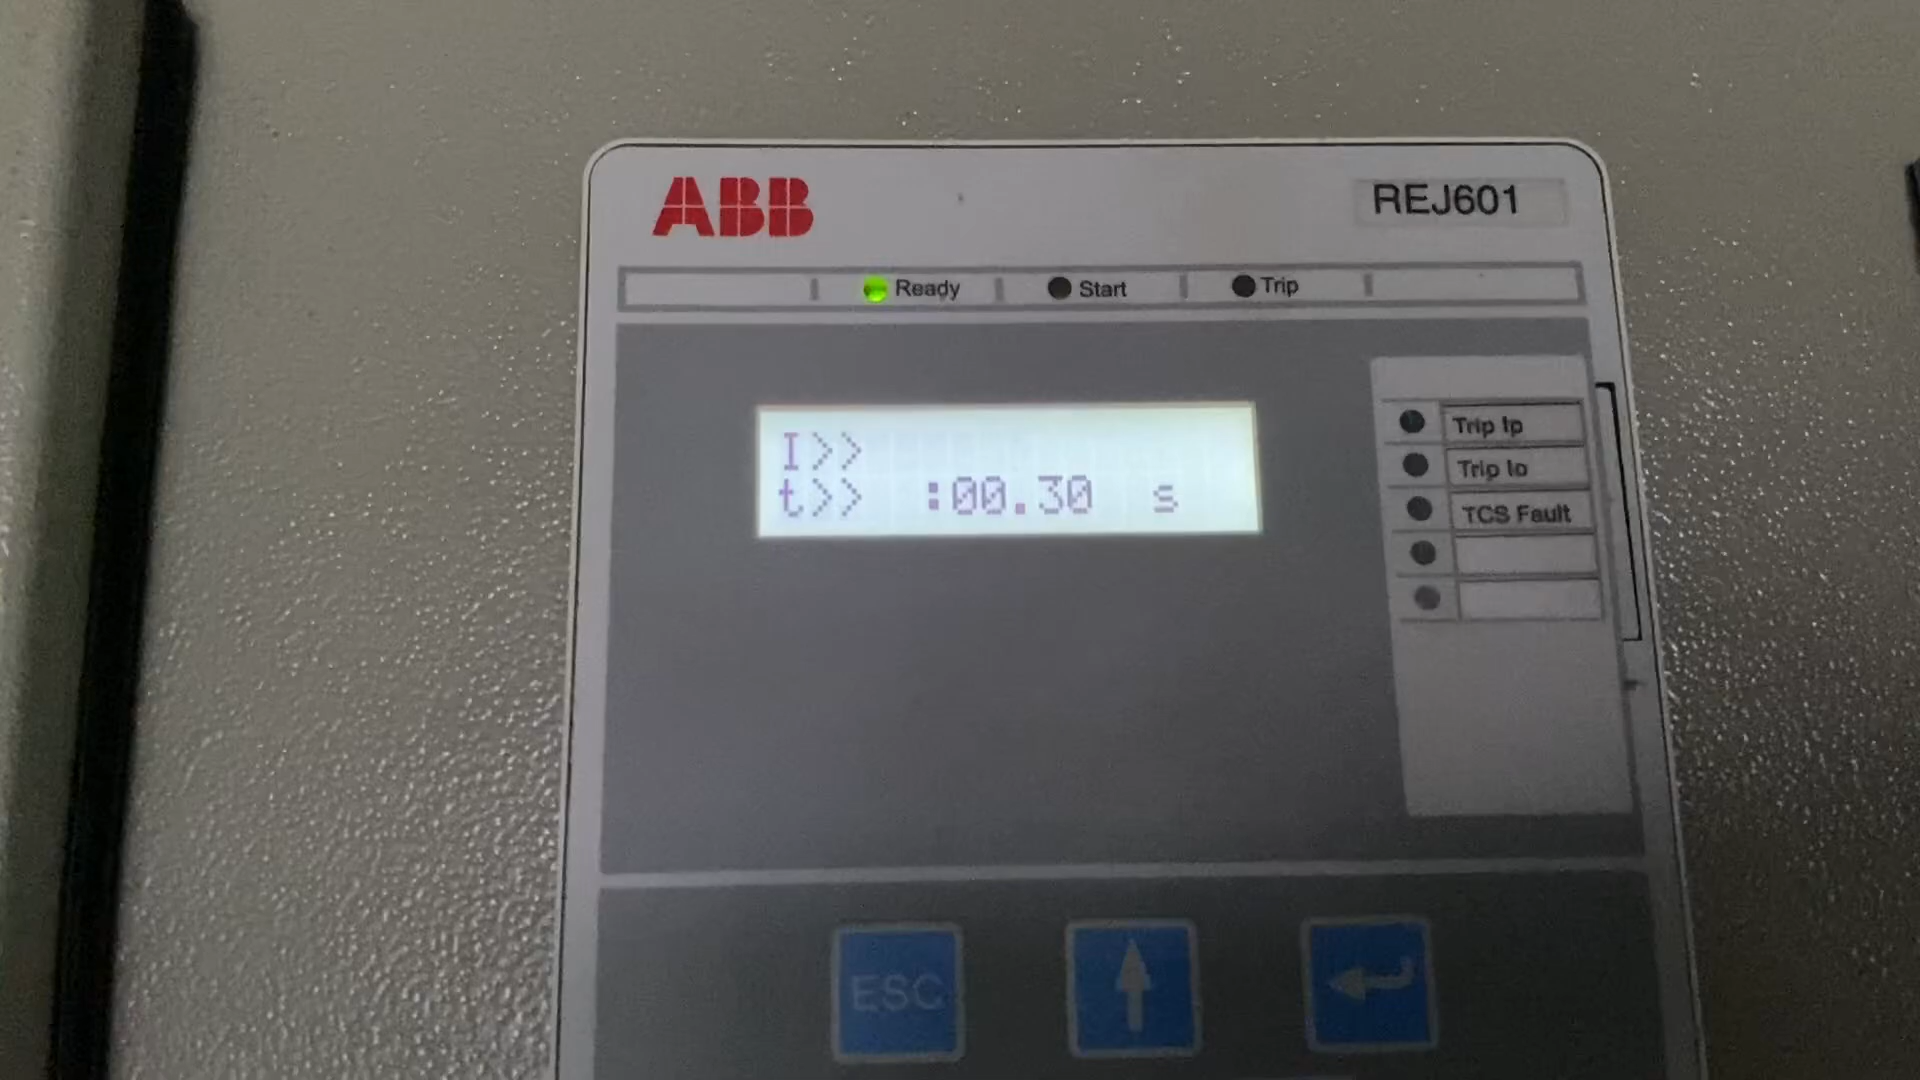 ABB
REJ601
Ready
Start
Trip
I>>
t>> :00.30 s
Trip Ip
Trip Io
TCS Fault
ESC